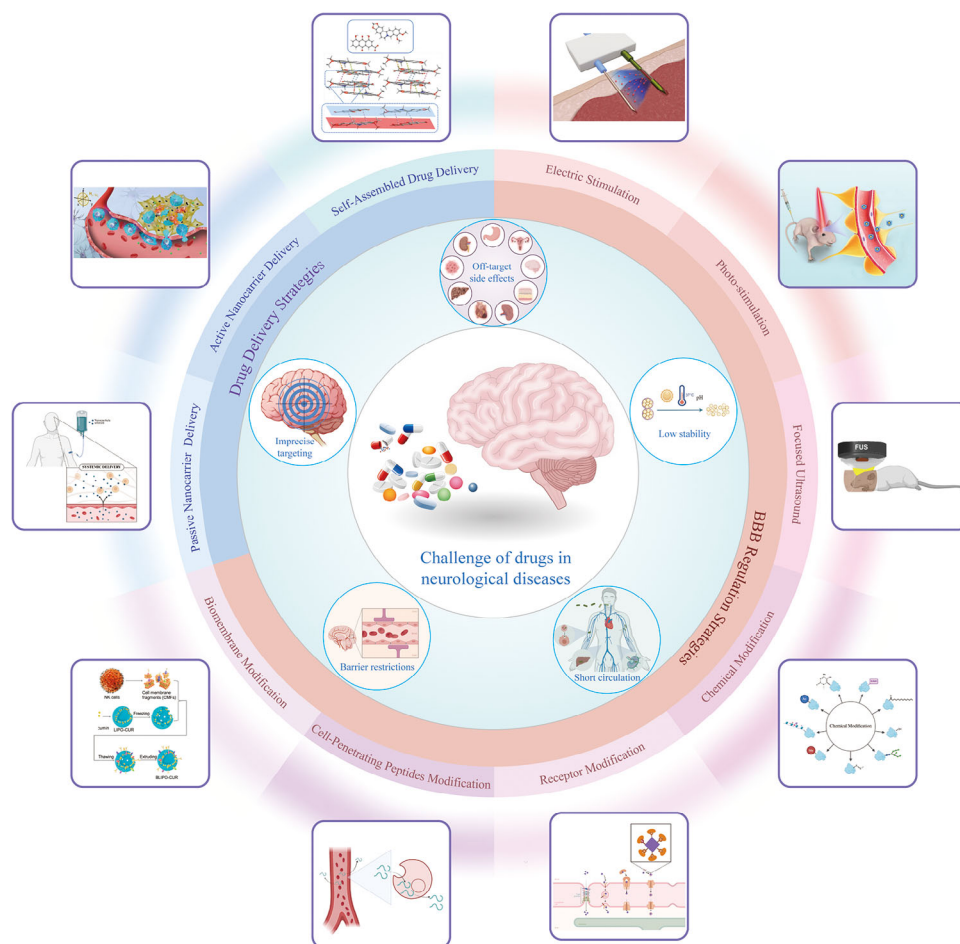 Self-Assembled Drug Delivery
Electric Stimulation
Active Nanocarrier Delivery
Drug Delivery Strategies
Off-target
side effects
Photo-stimulation
Imprecise
targeting
37°C
pH
Low stability
Passive Nanocarrier Delivery
SYSTEMIC DELIVERY
Focused Ultrasound
FUS
Challenge of drugs in
neurological diseases
BBB Regulation Strategies
Barrier restrictions
Short circulation
Biomembrane Modification
Chemical Modification
Cell-Penetrating Peptides Modification
Receptor Modification
NK cells
Cell-membrane
fragments (CMFs)
LIPO-CUR
Freezing
Thawing
Extruding
BLIPO-CUR
Chemical Modification